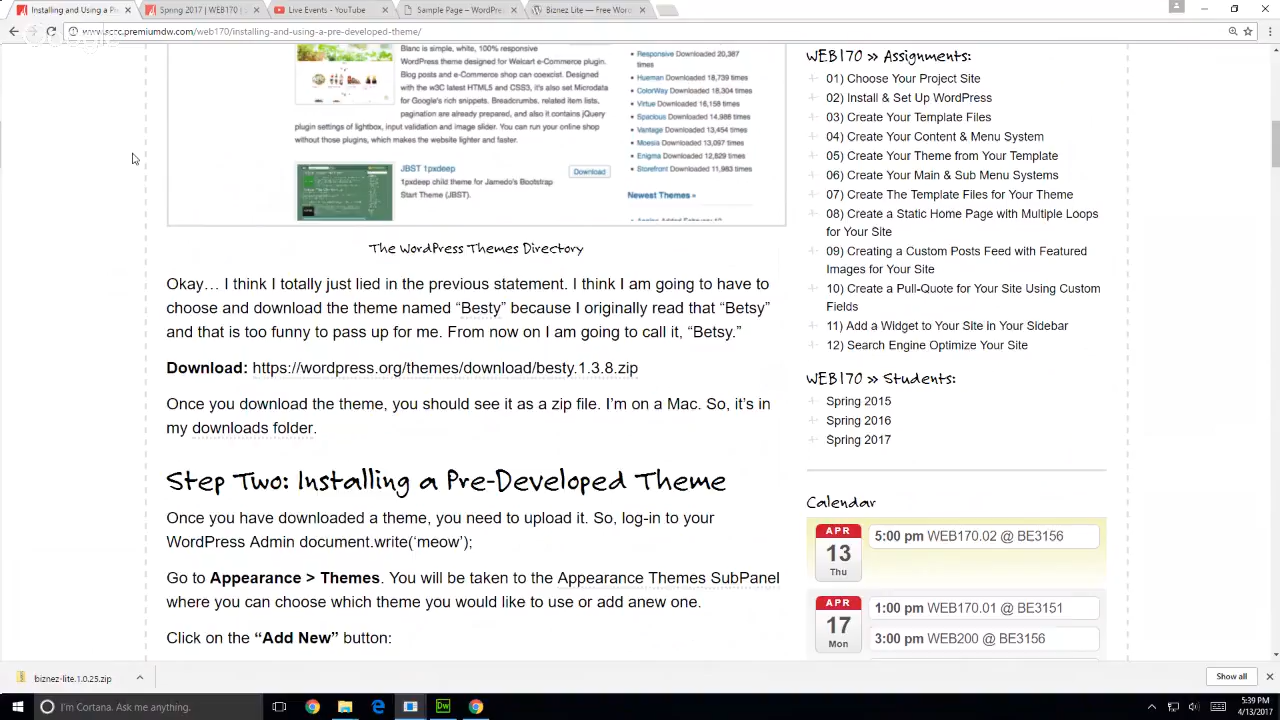 Installing and Using a Pr
Spring 2017 | WEB170 |
Live Events - YouTube
Sample Page – WordPres
Biznez Lite — Free Word
premiumdw.com/web170/installing-and-using-a-pre-developed-theme/
Blanc is simple, white, 100% responsive
WordPress theme designed for Welcart e-Commerce plugin.
Blog posts and e-Commerce shop can coexist. Designed
with the w3C latest HTML5 and CSS3, it's also set Microdata
for Google's rich snippets. Breadcrumbs, related item lists,
pagination are already prepared, and also it contains jQuery
plugin settings of lightbox, input validation and image slider. You can run your online shop
without those plugins, which makes the website lighter and faster.
JBST 1pxdeep
Download
1pxdeep child theme for Jamedo's Bootstrap
Start Theme (JBST).
Responsive Downloaded 20,387
times
Hueman Downloaded 18,739 times
ColorWay Downloaded 18,304 times
Virtue Downloaded 16,158 times
Spacious Downloaded 14,986 times
Vantage Downloaded 13,454 times
Moesia Downloaded 13,097 times
Enigma Downloaded 12,829 times
Storefront Downloaded 11,983 times
Newest Themes »
The WordPress Themes Directory
Okay… I think I totally just lied in the previous statement. I think I am going to have to
choose and download the theme named “Besty” because I originally read that “Betsy”
and that is too funny to pass up for me. From now on I am going to call it, “Betsy.”
Download: https://wordpress.org/themes/download/besty.1.3.8.zip
Once you download the theme, you should see it as a zip file. I’m on a Mac. So, it’s in
my downloads folder.
Step Two: Installing a Pre-Developed Theme
Once you have downloaded a theme, you need to upload it. So, log-in to your
WordPress Admin document.write(‘meow’);
Go to Appearance > Themes. You will be taken to the Appearance Themes SubPanel
where you can choose which theme you would like to use or add anew one.
Click on the “Add New” button:
WEB170 » Assignments:
01) Choose Your Project Site
02) Install & Set Up WordPress
03) Create Your Template Files
04) Create Your Content & Menu System
05) Create Your Theme from Your Template
06) Create Your Main & Sub Menu Systems
07) Create The Template Files for Your Theme
08) Create a Static Home Page with Multiple Loops
for Your Site
09) Creating a Custom Posts Feed with Featured
Images for Your Site
10) Create a Pull-Quote for Your Site Using Custom
Fields
11) Add a Widget to Your Site in Your Sidebar
12) Search Engine Optimize Your Site
WEB170 » Students:
Spring 2015
Spring 2016
Spring 2017
Calendar
APR
13
Thu
5:00 pm WEB170.02 @ BE3156
APR
17
Mon
1:00 pm WEB170.01 @ BE3151
3:00 pm WEB200 @ BE3156
biznez-lite.1.0.25.zip
Show all
I'm Cortana. Ask me anything.
Dw
5:39 PM
4/13/2017